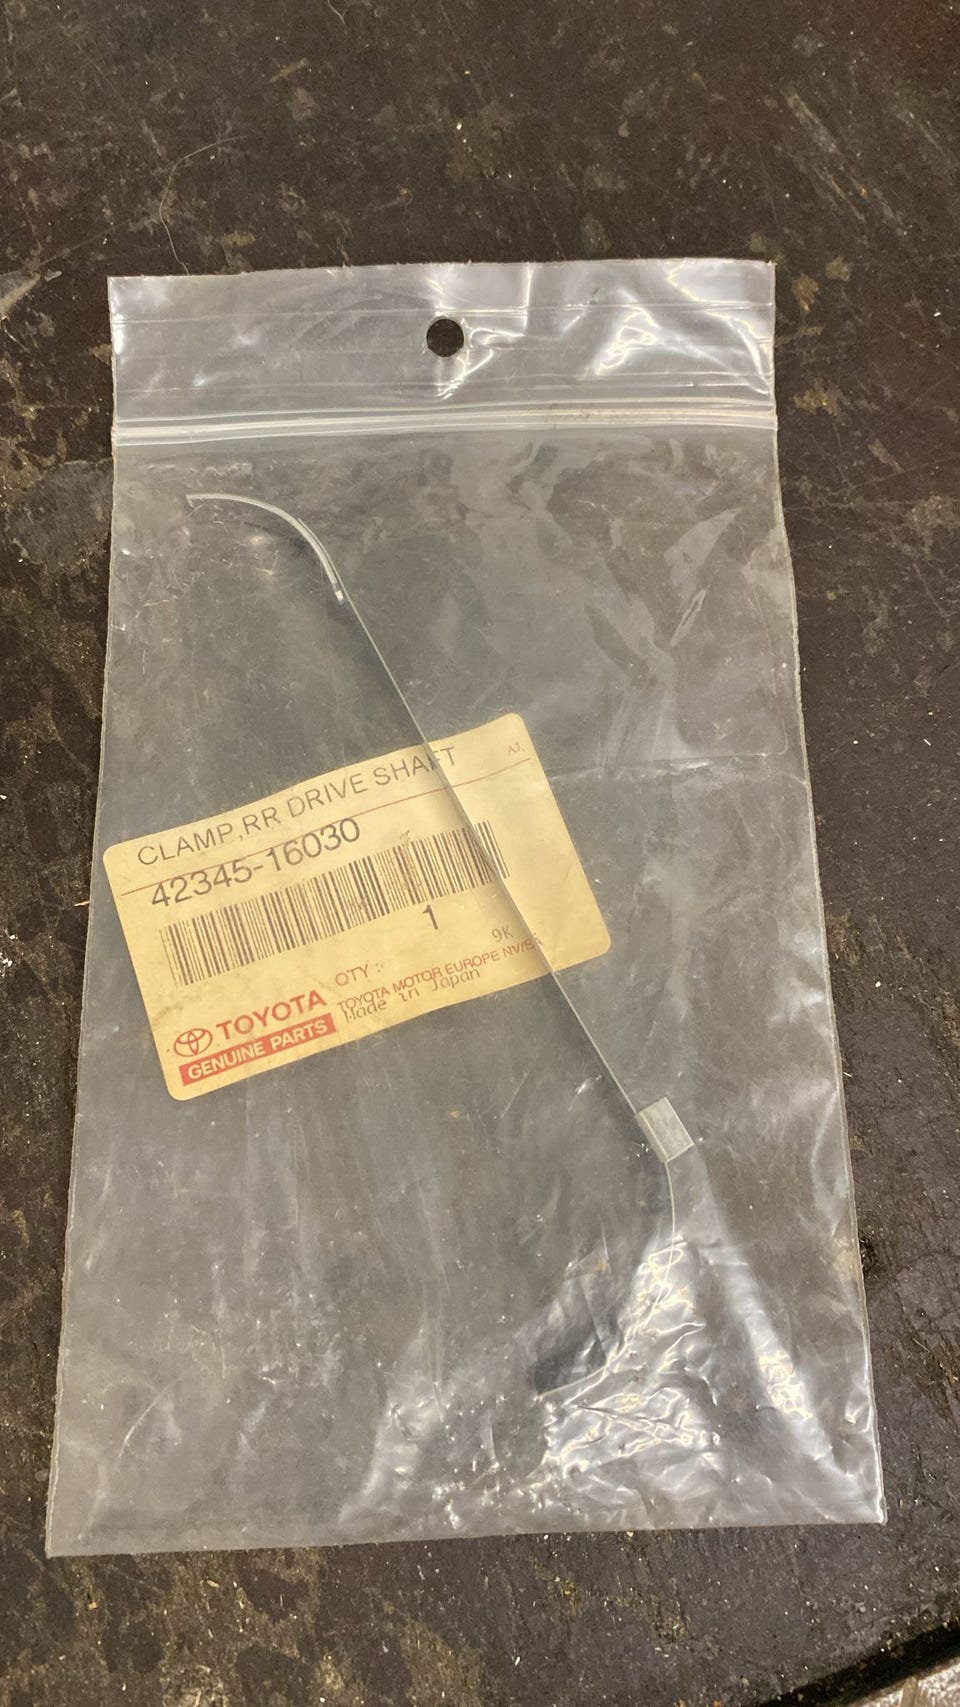 CLAMP,RR DRIVE SHAFT
AJ.
42345-16030
1
9K
QTY :
TOYOTA
TOYOTA MOTOR EUROPE NV/SA
GENUINE PARTS
Made in Japan